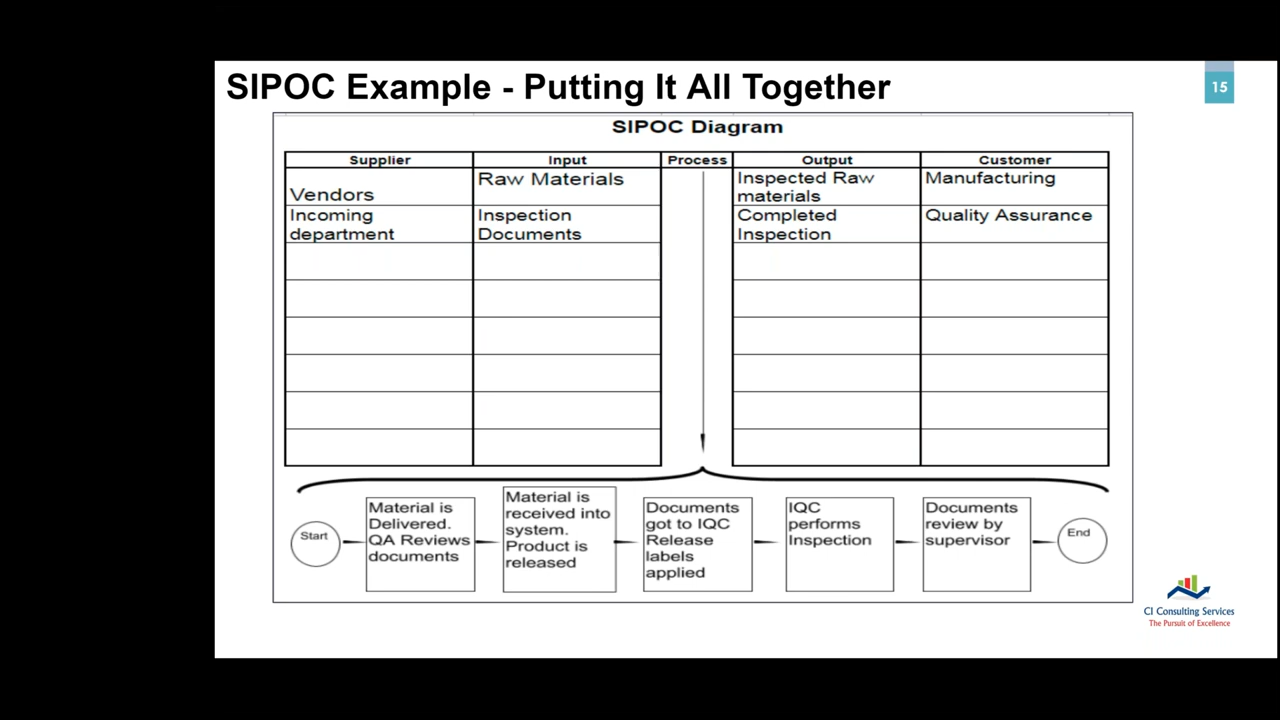 SIPOC Example - Putting It All Together
15
SIPOC Diagram
Supplier Input Process Output Customer
Vendors
Raw Materials
Inspected Raw
materials
Manufacturing
Incoming
department
Inspection
Documents
Completed
Inspection
Quality Assurance
Start
Material is
Delivered.
QA Reviews
documents
Material is
received into
system.
Product is
released
Documents
got to IQC
Release
labels
applied
IQC
performs
Inspection
Documents
review by
supervisor
End
CI Consulting Services
The Pursuit of Excellence